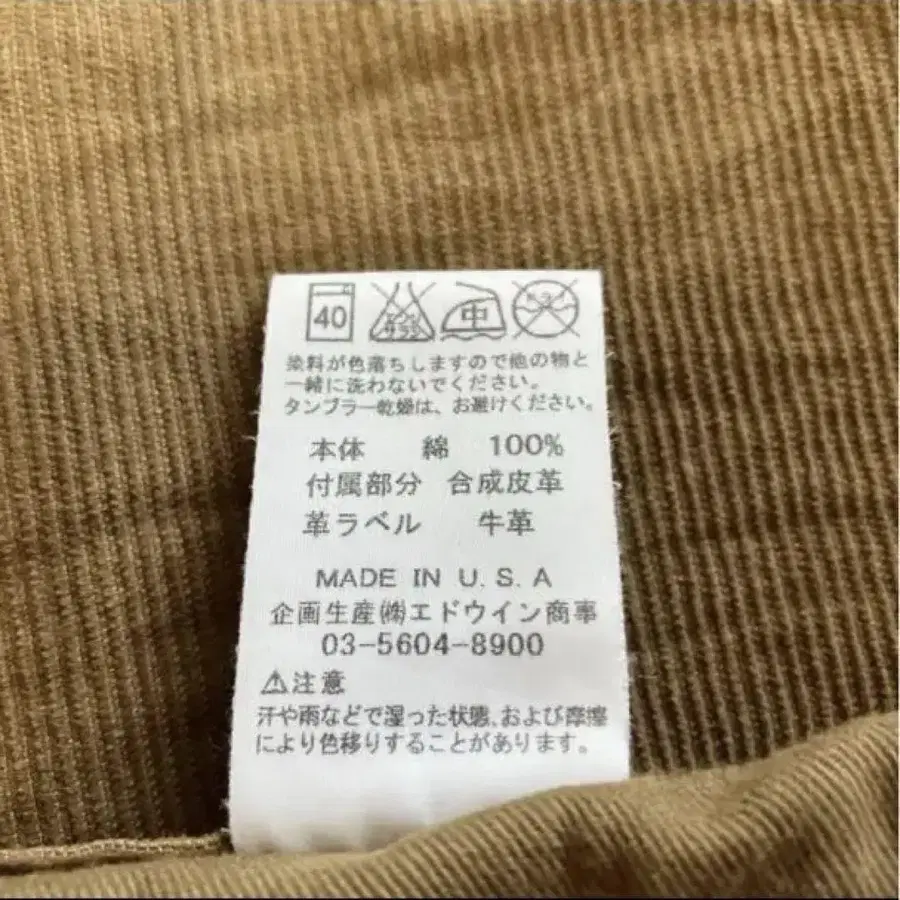 40 中
染料が色落ちしますので他の物と
一緒に洗わないでください。
タンブラー乾燥は、お避けください。
本体 綿 100%
付属部分 合成皮革
革ラベル 牛革
MADE IN U.S.A
企画生産㈱エドウイン商事
03-5604-8900
⚠注意
汗や雨などで湿った状態、および摩擦
により色移りすることがあります。